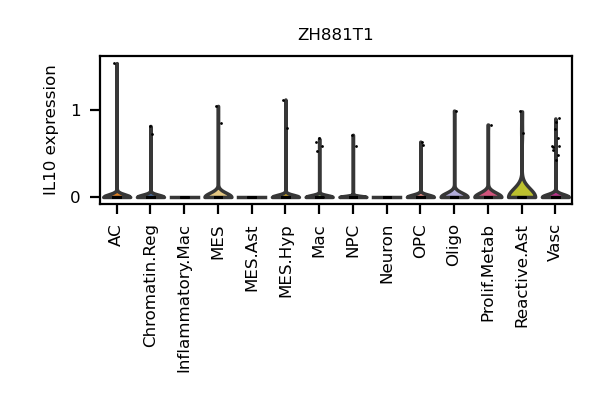 ZH881T1
IL10 expression
1
0
AC
Chromatin.Reg
Inflammatory.Mac
MES
MES.Ast
MES.Hyp
Mac
NPC
Neuron
OPC
Oligo
Prolif.Metab
Reactive.Ast
Vasc